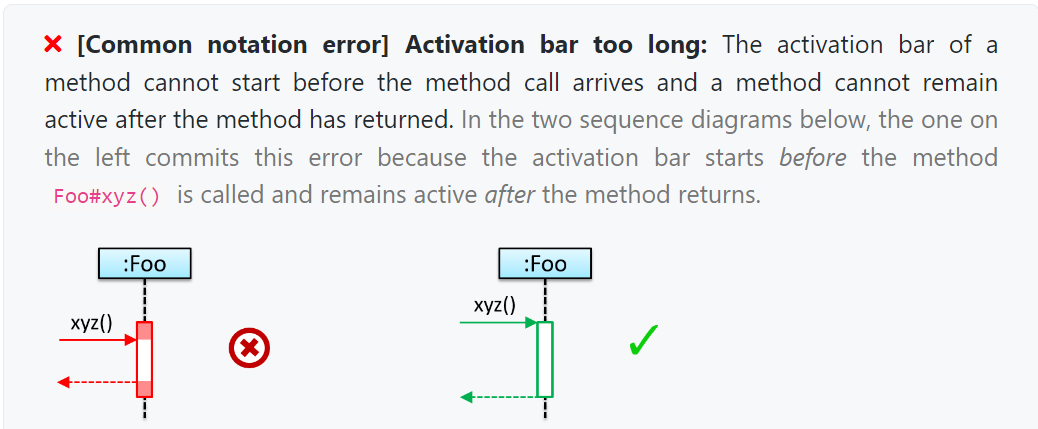 ❌ [Common notation error] Activation bar too long: The activation bar of a
method cannot start before the method call arrives and a method cannot remain
active after the method has returned. In the two sequence diagrams below, the one on
the left commits this error because the activation bar starts before the method
Foo#xyz() is called and remains active after the method returns.
:Foo
:Foo
xyz()
xyz()